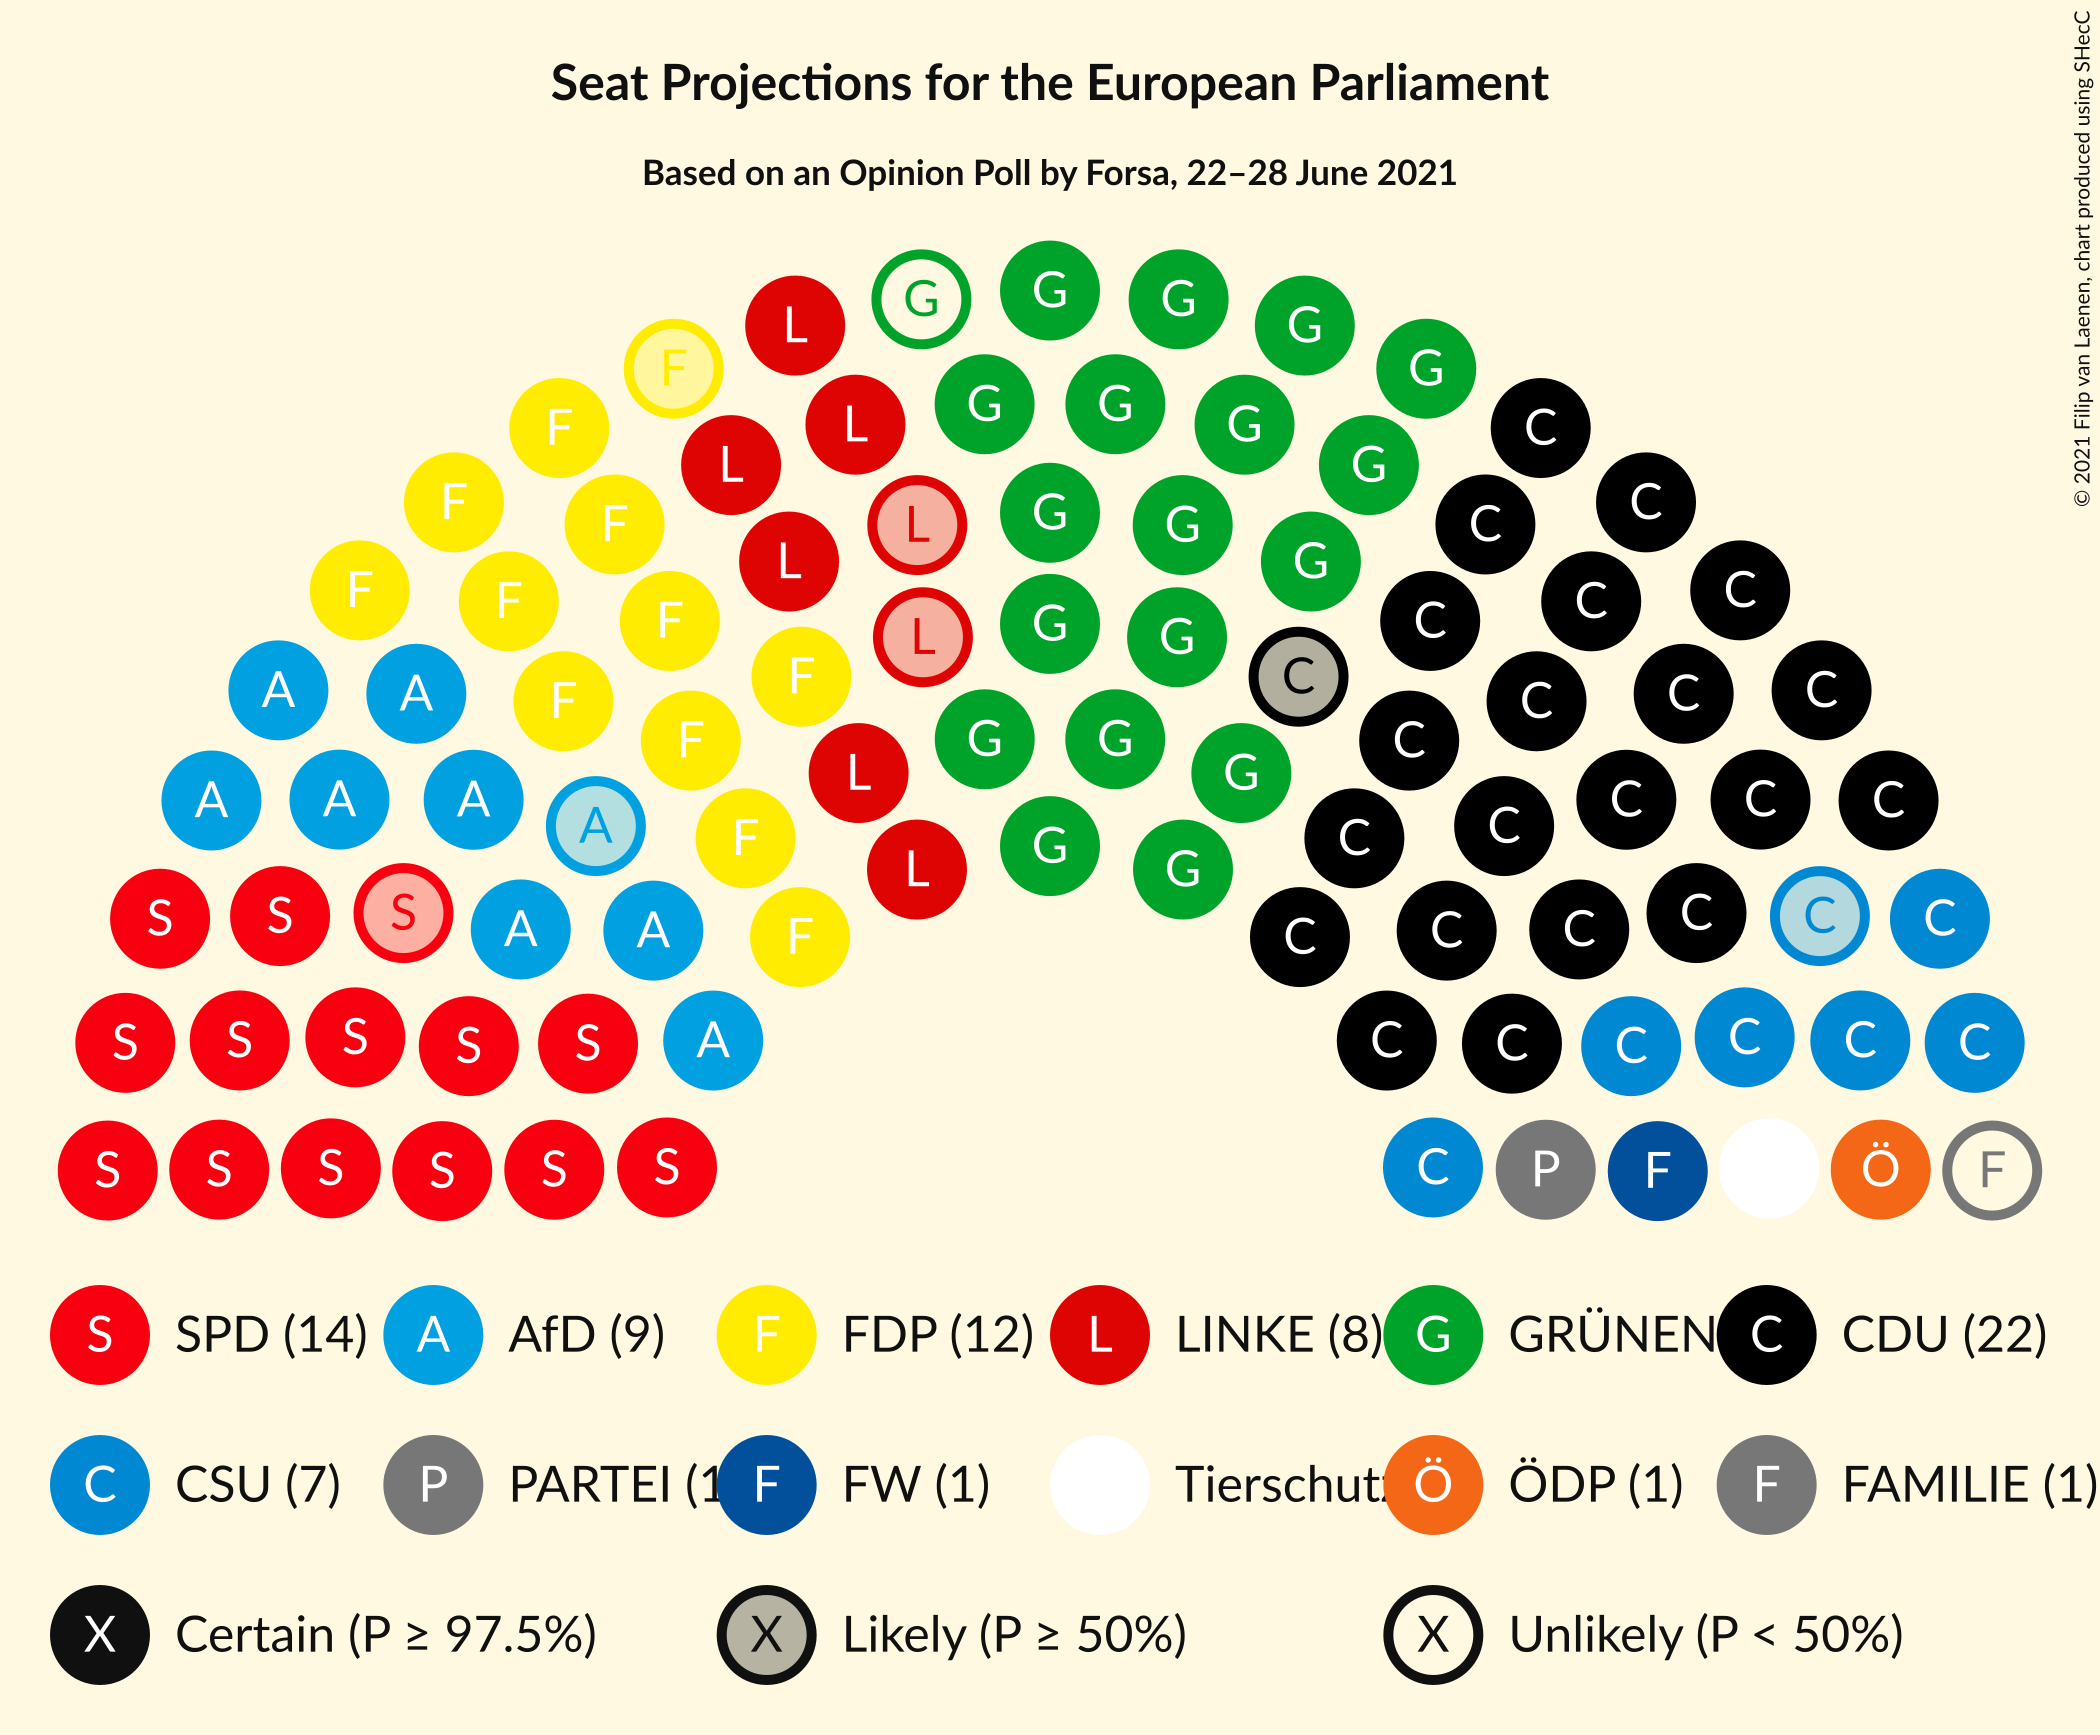 Seat Projections for the European Parliament
Based on an Opinion Poll by Forsa, 22–28 June 2021
© 2021 Filip van Laenen, chart produced using SHecC
G G G G G
L
F
F
F
F
A
A
S
S
S
L
L
F
F
A
A
S
S
S
G G G G
L
L
F
F
A
S
S
S
G G G
L
F
A
A
S
S
G G
C
F
F
A
S
S
G G G
L
F
A
S
G G
L
F
C C C C C
C C C C C
C C C C
C C C C
C C C C
C C C C C C
C C C C C C
C P F Ö F
S SPD (14) A AfD (9) F FDP (12) L LINKE (8) G GRÜNEN C CDU (22)
C CSU (7) P PARTEI (1 F FW (1) Tierschutz Ö ÖDP (1) F FAMILIE (1)
X Certain (P ≥ 97.5%) X Likely (P ≥ 50%) X Unlikely (P < 50%)